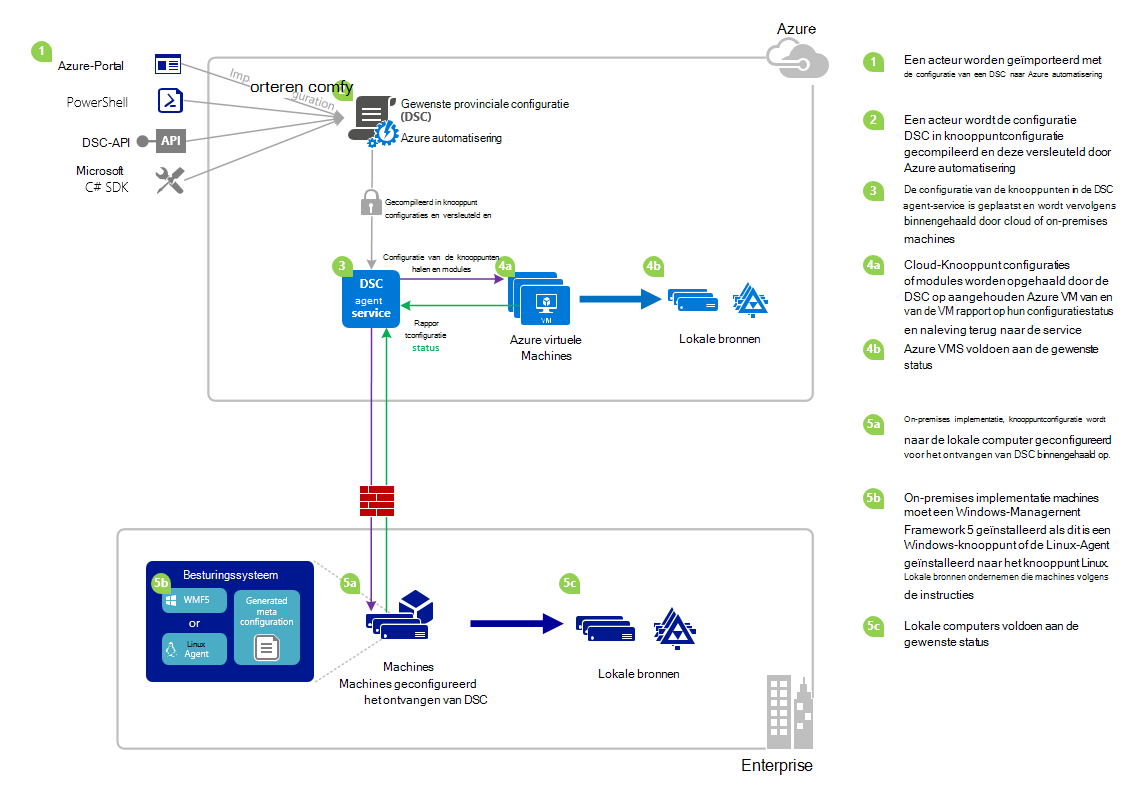 Azure
1
Azure-Portal
PowerShell
DSC-API
API
Microsoft
C# SDK
Imp
orteren comfy
guration
Gewenste provinciale configuratie
(DSC)
Azure automatisering
Gecompileerd in knooppunt
configuraties en versleuteld en
3
DSC
agent
service
Configuratie van de knooppunten
halen en modules
4a
VM
Rappor
tconfiguratie
status
Azure virtuele
Machines
4b
Lokale bronnen
Besturingssysteem
5b
WMF5
or
Linux
Agent
Generated
meta
configuration
5a
Machines
Machines geconfigureerd
het ontvangen van DSC
5c
Lokale bronnen
Enterprise
1
Een acteur worden geïmporteerd met
de configuratie van een DSC naar Azure automatisering
2
Een acteur wordt de configuratie
DSC in knooppuntconfiguratie
gecompileerd en deze versleuteld door
Azure automatisering
3
De configuratie van de knooppunten in de DSC
agent-service is geplaatst en wordt vervolgens
binnengehaald door cloud of on-premises
machines
4a
Cloud-Knooppunt configuraties
of modules worden opgehaald door de
DSC op aangehouden Azure VM van en
van de VM rapport op hun configuratiestatus
en naleving terug naar de service
4b
Azure VMS voldoen aan de gewenste
status
5a
On-premises implementatie, knooppuntconfiguratie wordt
naar de lokale computer geconfigureerd
voor het ontvangen van DSC binnengehaald op.
5b
On-premises implementatie machines
moet een Windows-Managernent
Framework 5 geïnstalleerd als dit is een
Windows-knooppunt of de Linux-Agent
geïnstalleerd naar het knooppunt Linux.
Lokale bronnen ondernemen die machines volgens
de instructies
5c
Lokale computers voldoen aan de
gewenste status